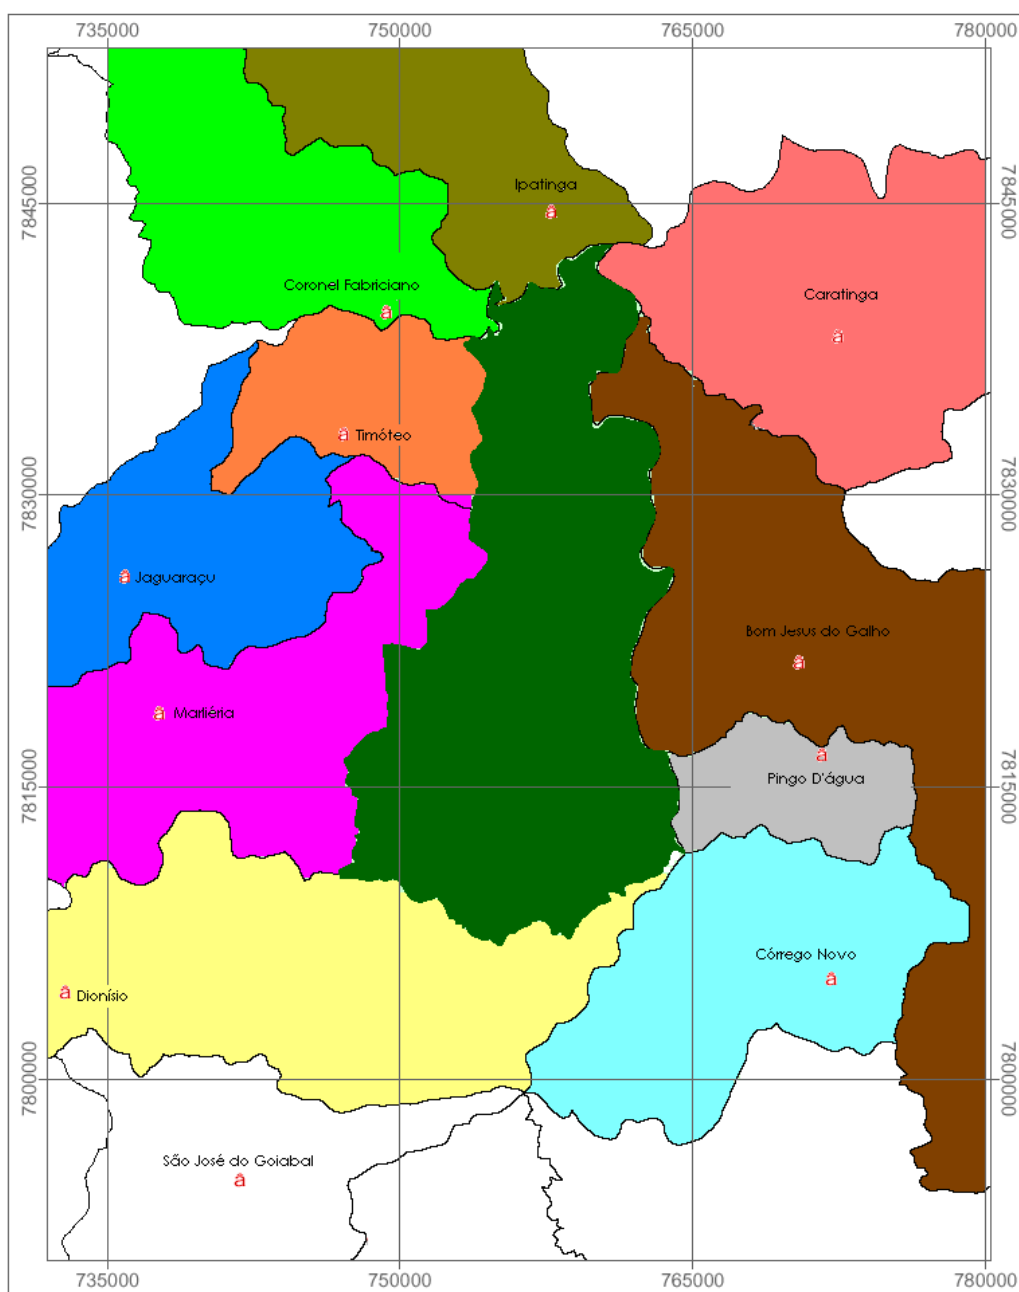 735000 750000 765000 780000
Ipatinga
a
7845000 7845000
Coronel Fabriciano
a
Caratinga
a
a Timóteo
7830000 7830000
a Jaguaraçu
Bom Jesus do Galho
a
a Marliéria
a
Pingo D'água
7815000 7815000
Córrego Novo
a
a Dionísio
7800000 7800000
São José do Goiabal
a
735000 750000 765000 780000